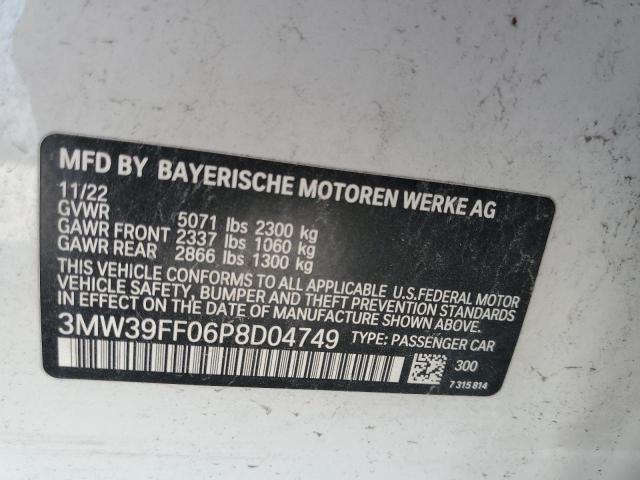 MFD BY BAYERISCHE MOTOREN WERKE AG
11/22
GVWR 5071 lbs 2300 kg
GAWR FRONT 2337 lbs 1060 kg
GAWR REAR 2866 lbs 1300 kg
THIS VEHICLE CONFORMS TO ALL APPLICABLE U.S.FEDERAL MOTOR
VEHICLE SAFETY, BUMPER AND THEFT PREVENTION STANDARDS
IN EFFECT ON THE DATE OF MANUFACTURE SHOWN ABOVE.
3MW39FF06P8D04749 TYPE: PASSENGER CAR
300
7 315 814